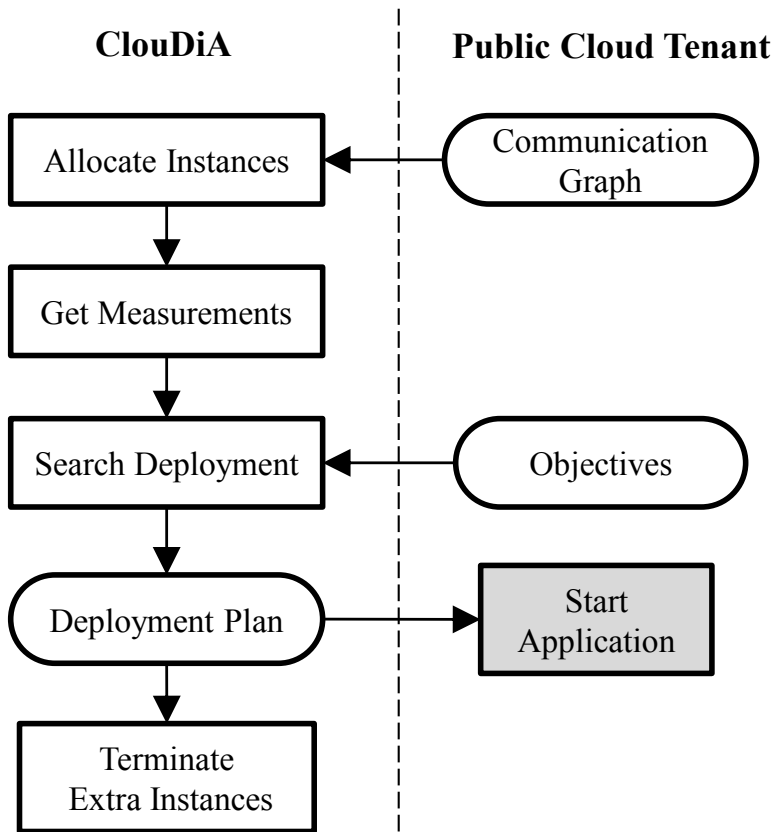 ClouDiA
Public Cloud Tenant
Allocate Instances
Communication
Graph
Get Measurements
Search Deployment
Objectives
Deployment Plan
Start
Application
Terminate
Extra Instances